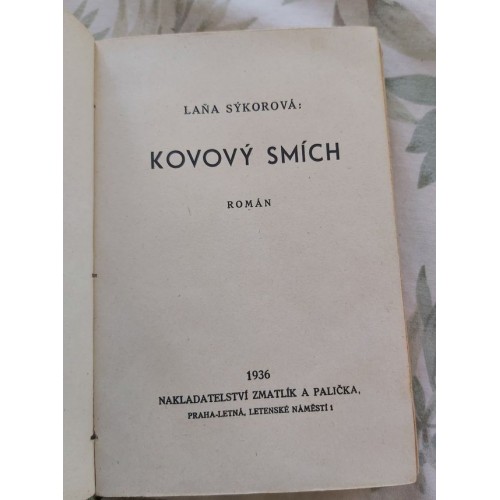 LAŇA SÝKOROVÁ:
KOVOVÝ SMÍCH
ROMÁN
1936
NAKLADATELSTVÍ ZMATLÍK A PALIČKA,
PRAHA-LETNÁ, LETENSKÉ NÁMĚSTÍ 1